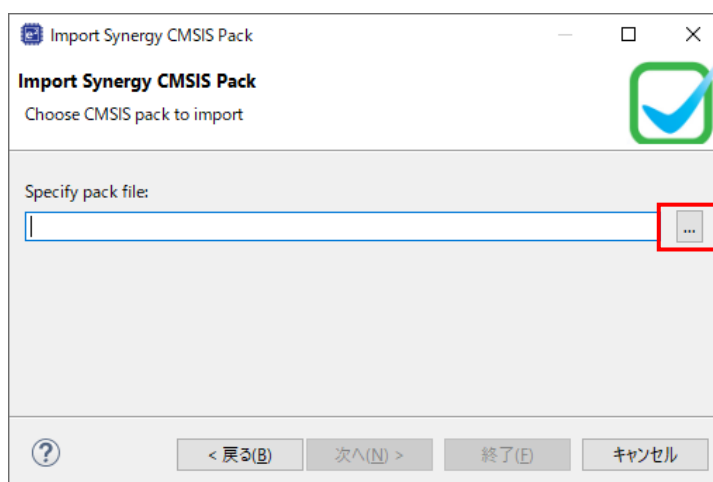 Import Synergy CMSIS Pack
Import Synergy CMSIS Pack
Choose CMSIS pack to import
Specify pack file:
...
< 戻る(B) 次へ(N) > 終了(F) キャンセル